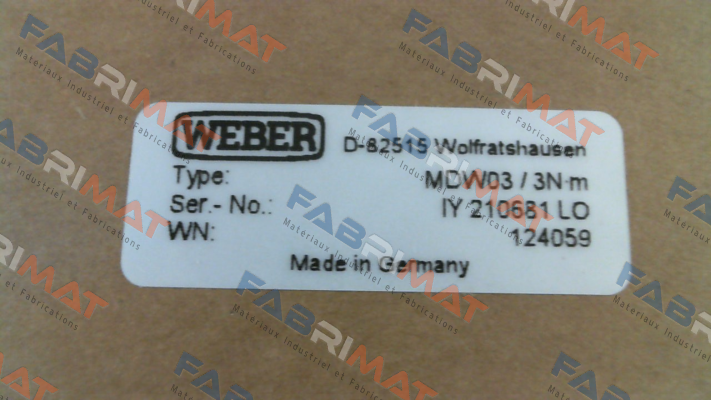 WEBER D-82515 Wolfratshausen
Type: MDW03 / 3N·m
Ser.- No.: IY 210681 LO
WN: 124059
Made in Germany
FABRIMAT
Materiaux Industriel et Fabrications